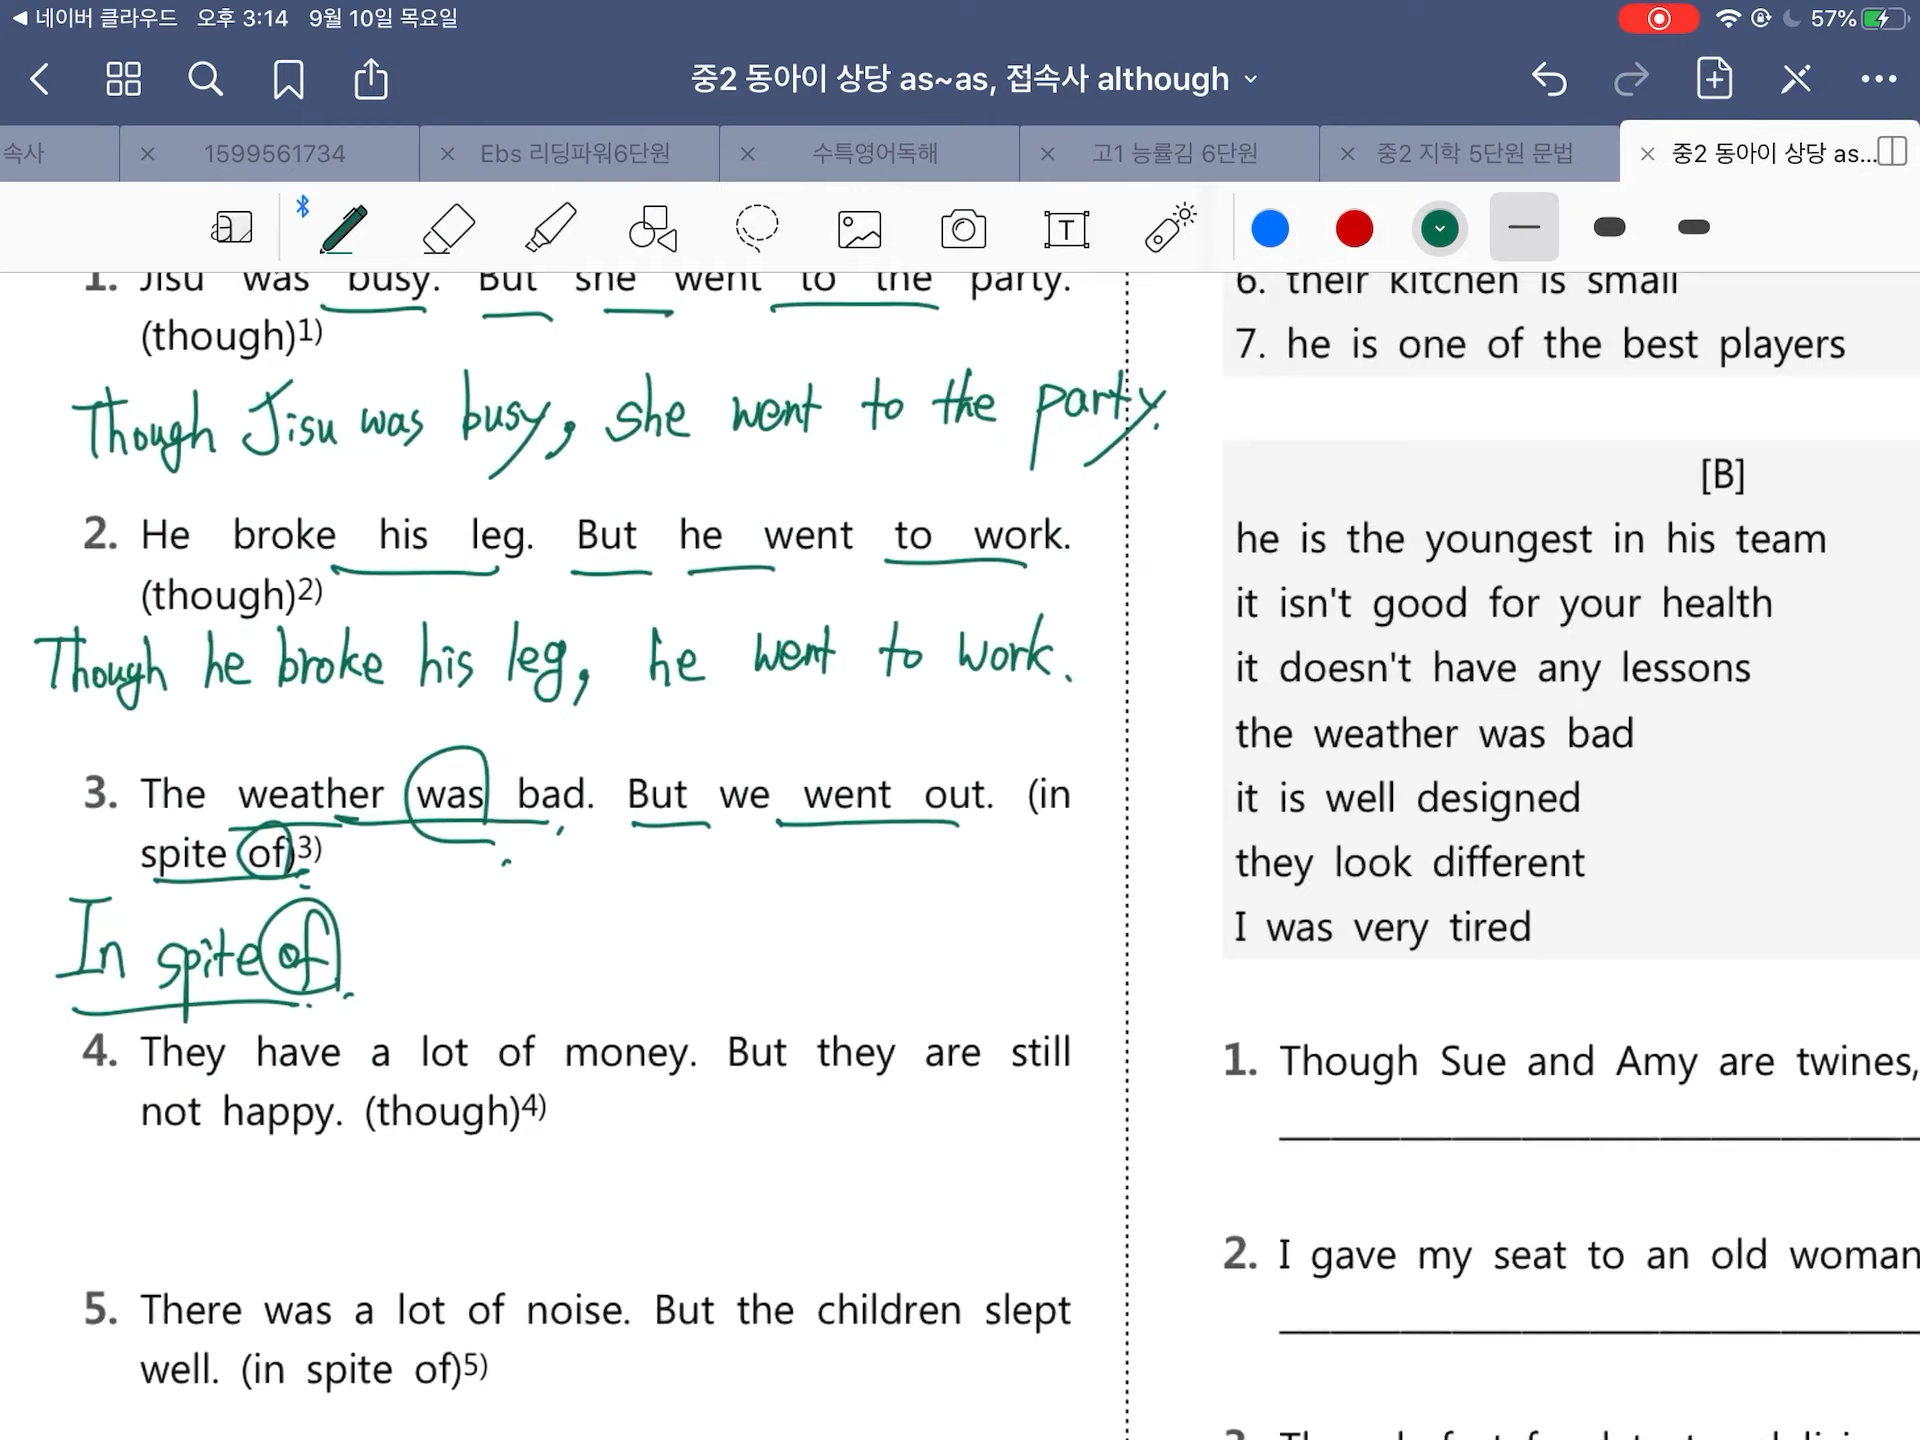 ◀ 네이버 클라우드 오후 3:14 9월 10일 목요일 57%
중2 동아이 상당 as~as, 접속사 although
속사 × 1599561734 × Ebs 리딩파워6단원 × 수특영어독해 × 고1 능률김 6단원 × 중2 지학 5단원 문법 × 중2 동아이 상당 as...
1. Jisu was busy. But she went to the party.
(though)1)
Though Jisu was busy, she went to the party.
2. He broke his leg. But he went to work.
(though)2)
Though he broke his leg, he went to work.
3. The weather was bad. But we went out. (in
spite of)3)
In spite of
4. They have a lot of money. But they are still
not happy. (though)4)
5. There was a lot of noise. But the children slept
well. (in spite of)5)
6. their kitchen is small
7. he is one of the best players
[B]
he is the youngest in his team
it isn't good for your health
it doesn't have any lessons
the weather was bad
it is well designed
they look different
I was very tired
1. Though Sue and Amy are twines,
2. I gave my seat to an old woman